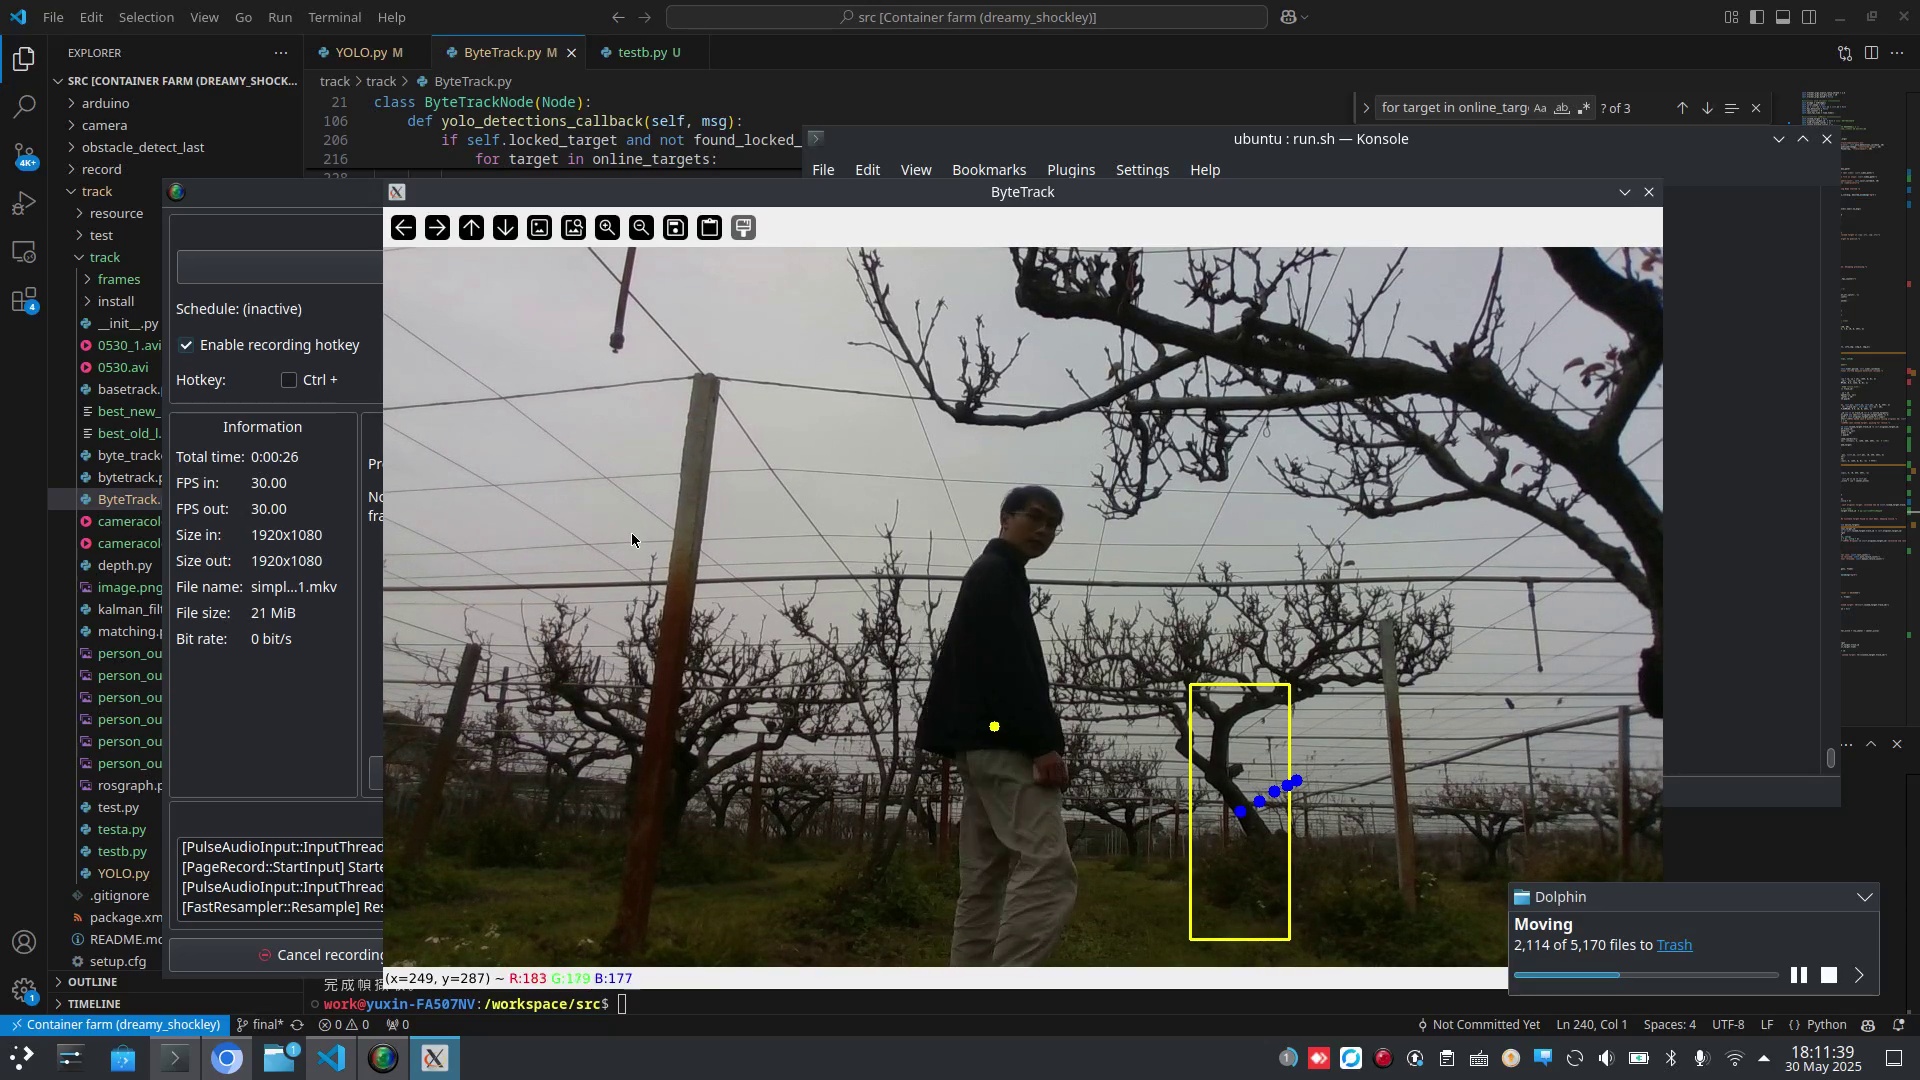 File Edit Selection View Go Run Terminal Help
src [Container farm (dreamy_shockley)]
EXPLORER
YOLO.py M
ByteTrack.py M
testb.py U
SRC [CONTAINER FARM (DREAMY_SHOCK...
track > track > ByteTrack.py
arduino
camera
obstacle_detect_last
record
track
resource
test
track
frames
install
__init__.py
0530_1.avi
0530.avi
basetrack.
best_new_
best_old_l.
byte_track
bytetrack.p
ByteTrack.
cameracol
cameracol
depth.py
image.png
kalman_filt
matching.p
person_ou
person_ou
person_ou
person_ou
person_ou
person_ou
rosgraph.p
test.py
testa.py
testb.py
YOLO.py
.gitignore
package.xm
README.md
setup.cfg
OUTLINE
TIMELINE
4K+
4
1
21 class ByteTrackNode(Node):
106 def yolo_detections_callback(self, msg):
206 if self.locked_target and not found_locked_
216 for target in online_targets:
228
for target in online_targ Aa ab ? of 3
ubuntu : run.sh — Konsole
File Edit View Bookmarks Plugins Settings Help
ByteTrack
Schedule: (inactive)
Enable recording hotkey
Hotkey: Ctrl +
Information
Total time: 0:00:26
FPS in: 30.00
FPS out: 30.00
Size in: 1920x1080
Size out: 1920x1080
File name: simpl...1.mkv
File size: 21 MiB
Bit rate: 0 bit/s
Pr
No
fra
[PulseAudioInput::InputThread
[PageRecord::StartInput] Starte
[PulseAudioInput::InputThread
[FastResampler::Resample] Res
Cancel recording
(x=249, y=287) ~ R:183 G:179 B:177
work@yuxin-FA507NV:/workspace/src$
Dolphin
Moving
2,114 of 5,170 files to Trash
Container farm (dreamy_shockley) final* 0 0 0 Not Committed Yet Ln 240, Col 1 Spaces: 4 UTF-8 LF {} Python
1
1
18:11:39
30 May 2025